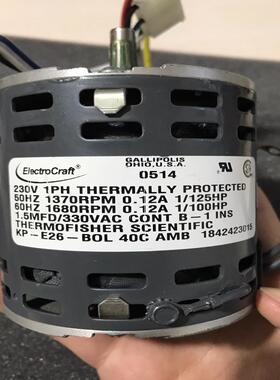 ElectroCraft
GALLIPOLIS
OHIO, U.S.A.
0514
230V 1PH THERMALLY PROTECTED
50HZ 1370RPM 0.12A 1/125HP
60HZ 1680RPM 0.12A 1/100HP
1.5MFD/330VAC CONT B-1 INS
THERMOFISHER SCIENTIFIC
KP-E26-BOL 40C AMB 1842423015